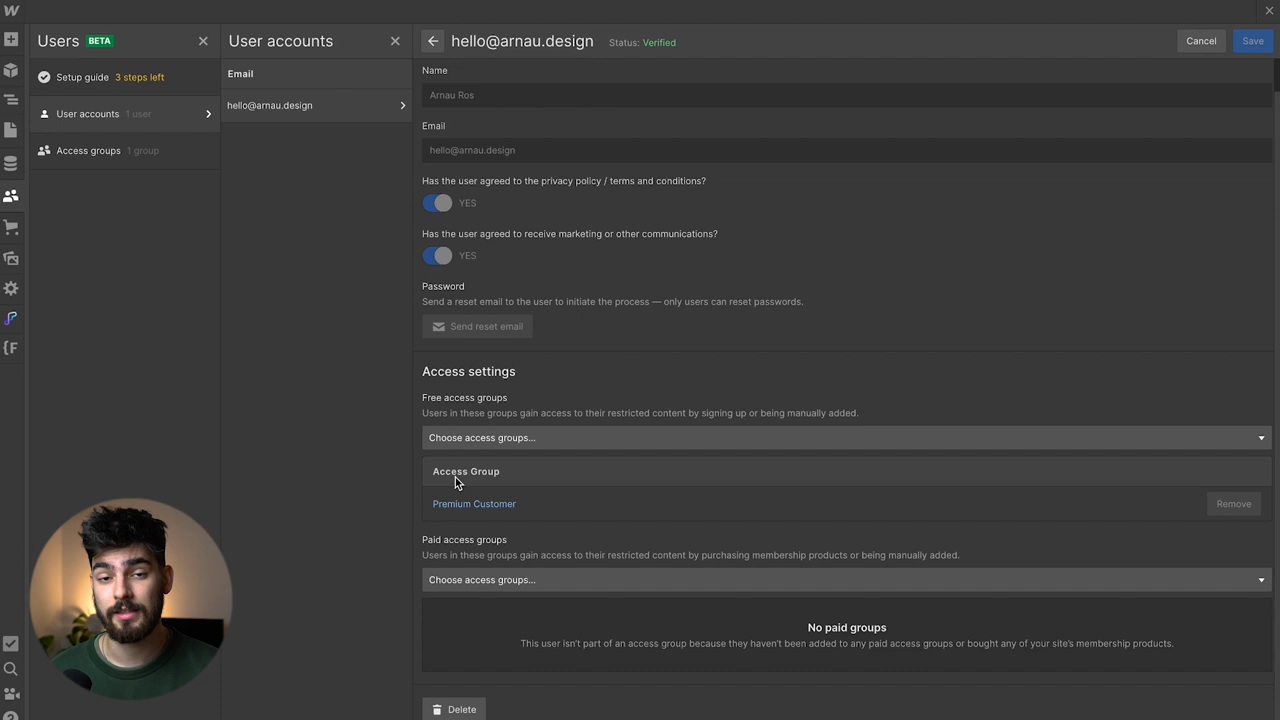 Users BETA
Setup guide 3 steps left
User accounts 1 user
Access groups 1 group
User accounts
Email
hello@arnau.design
hello@arnau.design Status: Verified
Cancel
Save
Name
Arnau Ros
Email
hello@arnau.design
Has the user agreed to the privacy policy / terms and conditions?
YES
Has the user agreed to receive marketing or other communications?
YES
Password
Send a reset email to the user to initiate the process — only users can reset passwords.
Send reset email
Access settings
Free access groups
Users in these groups gain access to their restricted content by signing up or being manually added.
Choose access groups...
Access Group
Premium Customer
Remove
Paid access groups
Users in these groups gain access to their restricted content by purchasing membership products or being manually added.
Choose access groups...
No paid groups
This user isn't part of an access group because they haven't been added to any paid access groups or bought any of your site's membership products.
Delete